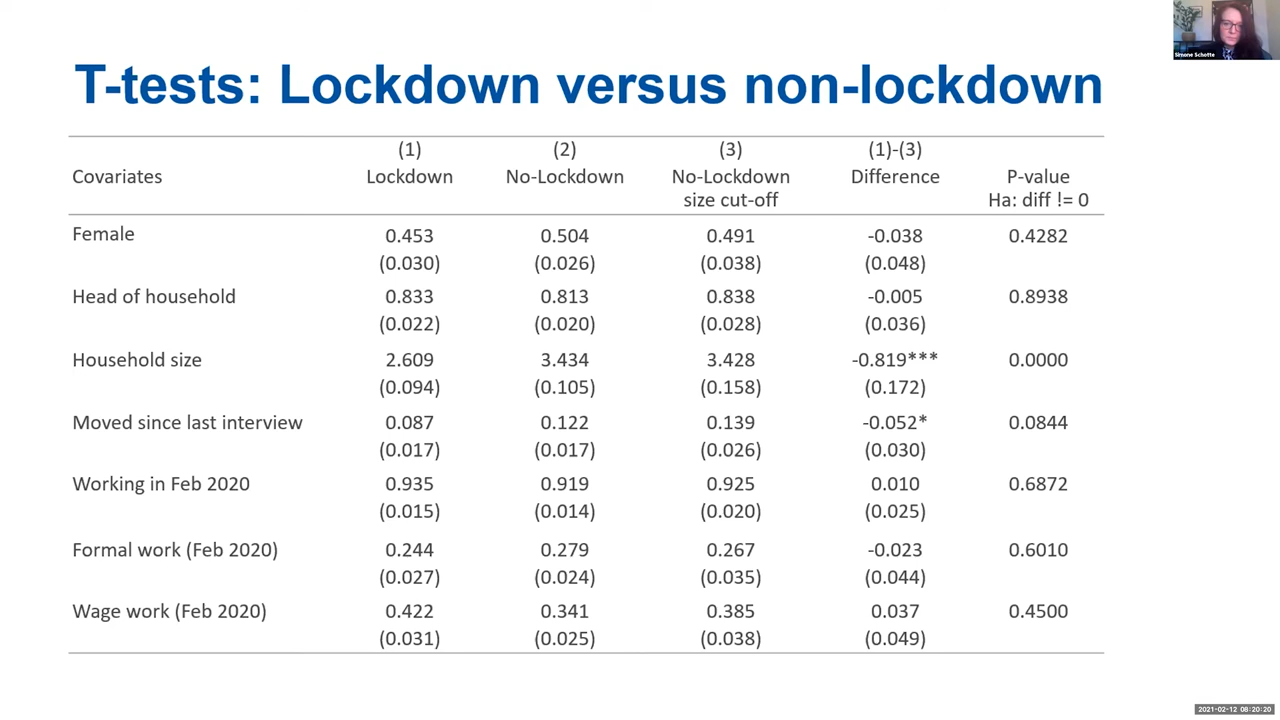 Simone Schotte
T-tests: Lockdown versus non-lockdown
(1) (2) (3) (1)-(3)
Covariates Lockdown No-Lockdown No-Lockdown Difference P-value
size cut-off Ha: diff != 0
Female 0.453 0.504 0.491 -0.038 0.4282
(0.030) (0.026) (0.038) (0.048)
Head of household 0.833 0.813 0.838 -0.005 0.8938
(0.022) (0.020) (0.028) (0.036)
Household size 2.609 3.434 3.428 -0.819*** 0.0000
(0.094) (0.105) (0.158) (0.172)
Moved since last interview 0.087 0.122 0.139 -0.052* 0.0844
(0.017) (0.017) (0.026) (0.030)
Working in Feb 2020 0.935 0.919 0.925 0.010 0.6872
(0.015) (0.014) (0.020) (0.025)
Formal work (Feb 2020) 0.244 0.279 0.267 -0.023 0.6010
(0.027) (0.024) (0.035) (0.044)
Wage work (Feb 2020) 0.422 0.341 0.385 0.037 0.4500
(0.031) (0.025) (0.038) (0.049)
2021-02-12 08:20:20